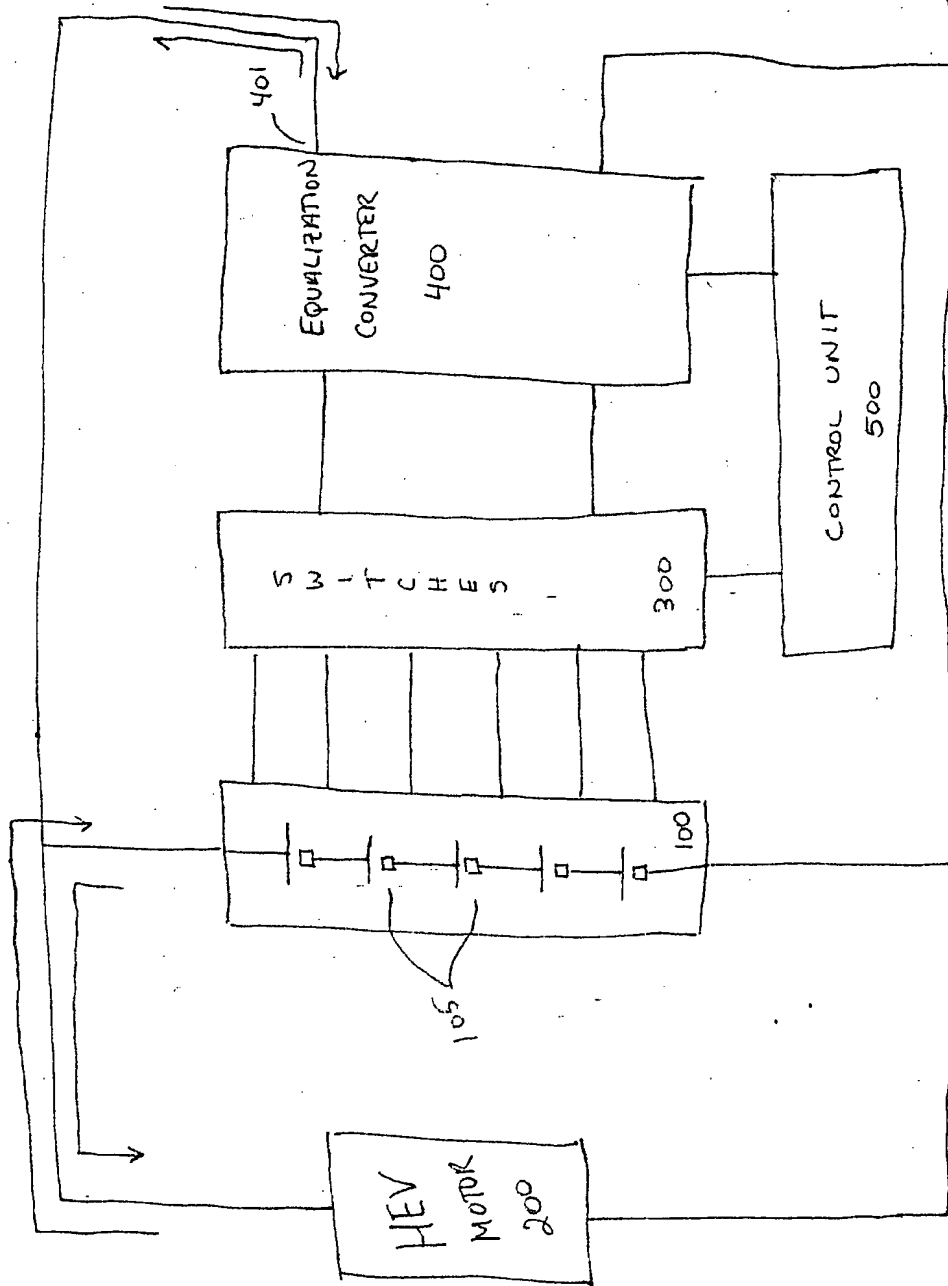 401
EQUALIZATION
CONVERTER
400
SWITCHES
300
CONTROL UNIT
500
100
105
HEV
MOTOR
200